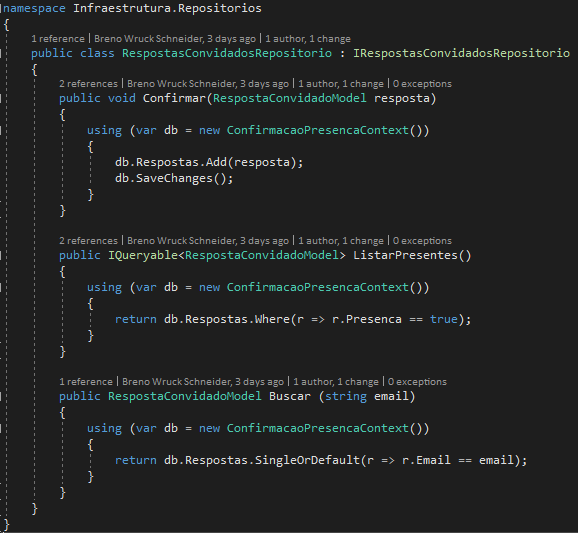 namespace Infraestrutura.Repositorios
{
1 reference | Breno Wruck Schneider, 3 days ago | 1 author, 1 change
public class RespostasConvidadosRepositorio : IRespostasConvidadosRepositorio
{
2 references | Breno Wruck Schneider, 3 days ago | 1 author, 1 change | 0 exceptions
public void Confirmar(RespostaConvidadoModel resposta)
{
using (var db = new ConfirmacaoPresencaContext())
{
db.Respostas.Add(resposta);
db.SaveChanges();
}
}
2 references | Breno Wruck Schneider, 3 days ago | 1 author, 1 change | 0 exceptions
public IQueryable<RespostaConvidadoModel> ListarPresentes()
{
using (var db = new ConfirmacaoPresencaContext())
{
return db.Respostas.Where(r => r.Presenca == true);
}
}
1 reference | Breno Wruck Schneider, 3 days ago | 1 author, 1 change | 0 exceptions
public RespostaConvidadoModel Buscar (string email)
{
using (var db = new ConfirmacaoPresencaContext())
{
return db.Respostas.SingleOrDefault(r => r.Email == email);
}
}
}
}